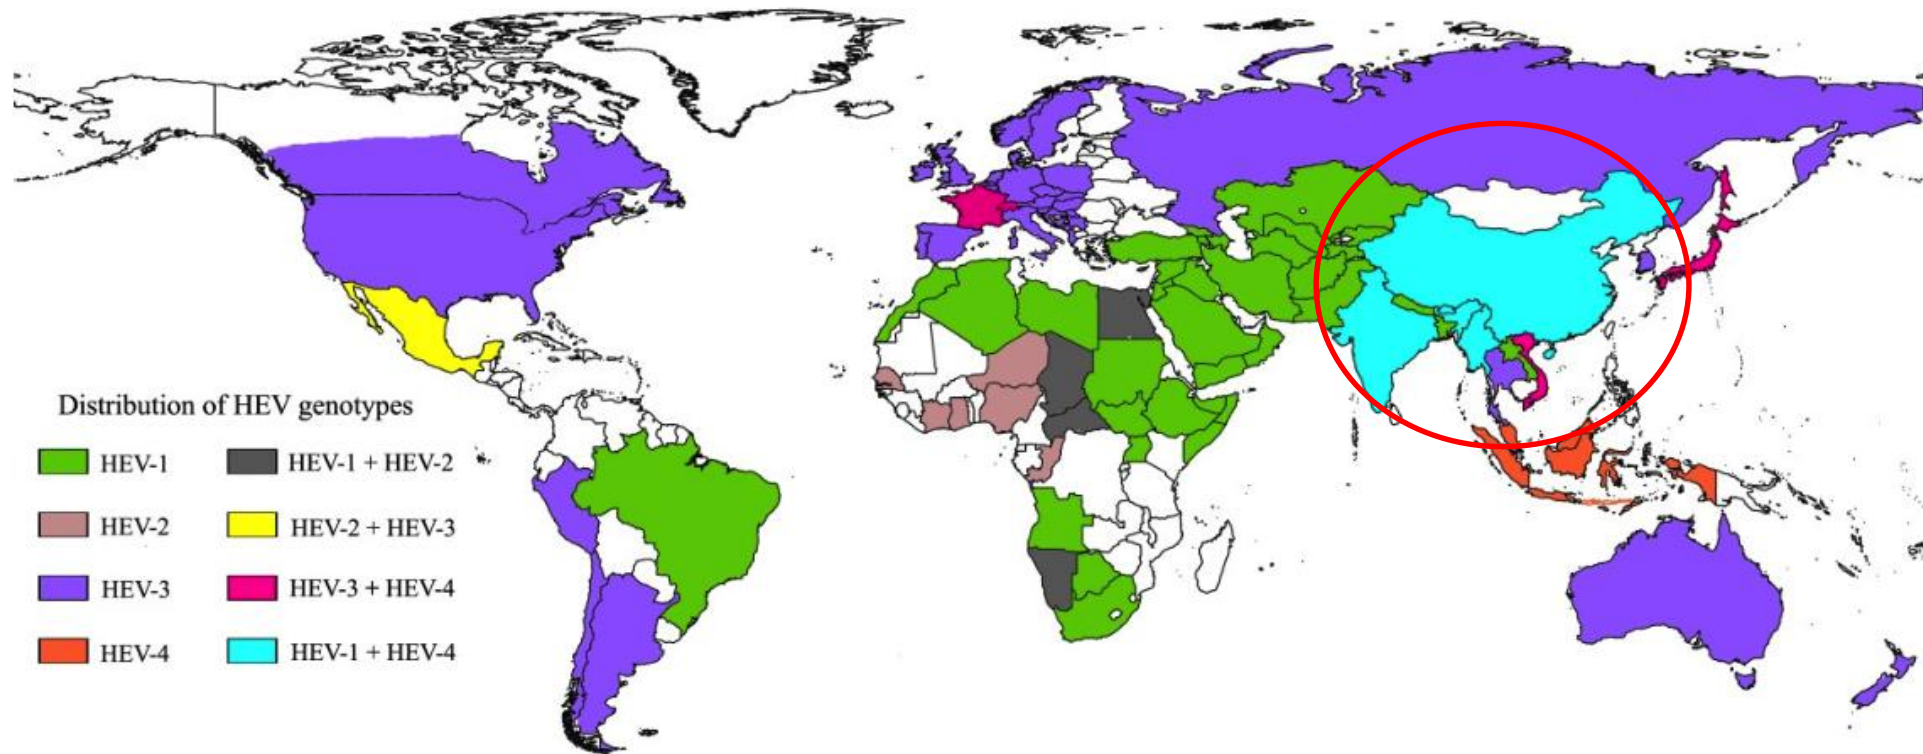 Distribution of HEV genotypes
HEV-1
HEV-1 + HEV-2
HEV-2
HEV-2 + HEV-3
HEV-3
HEV-3 + HEV-4
HEV-4
HEV-1 + HEV-4